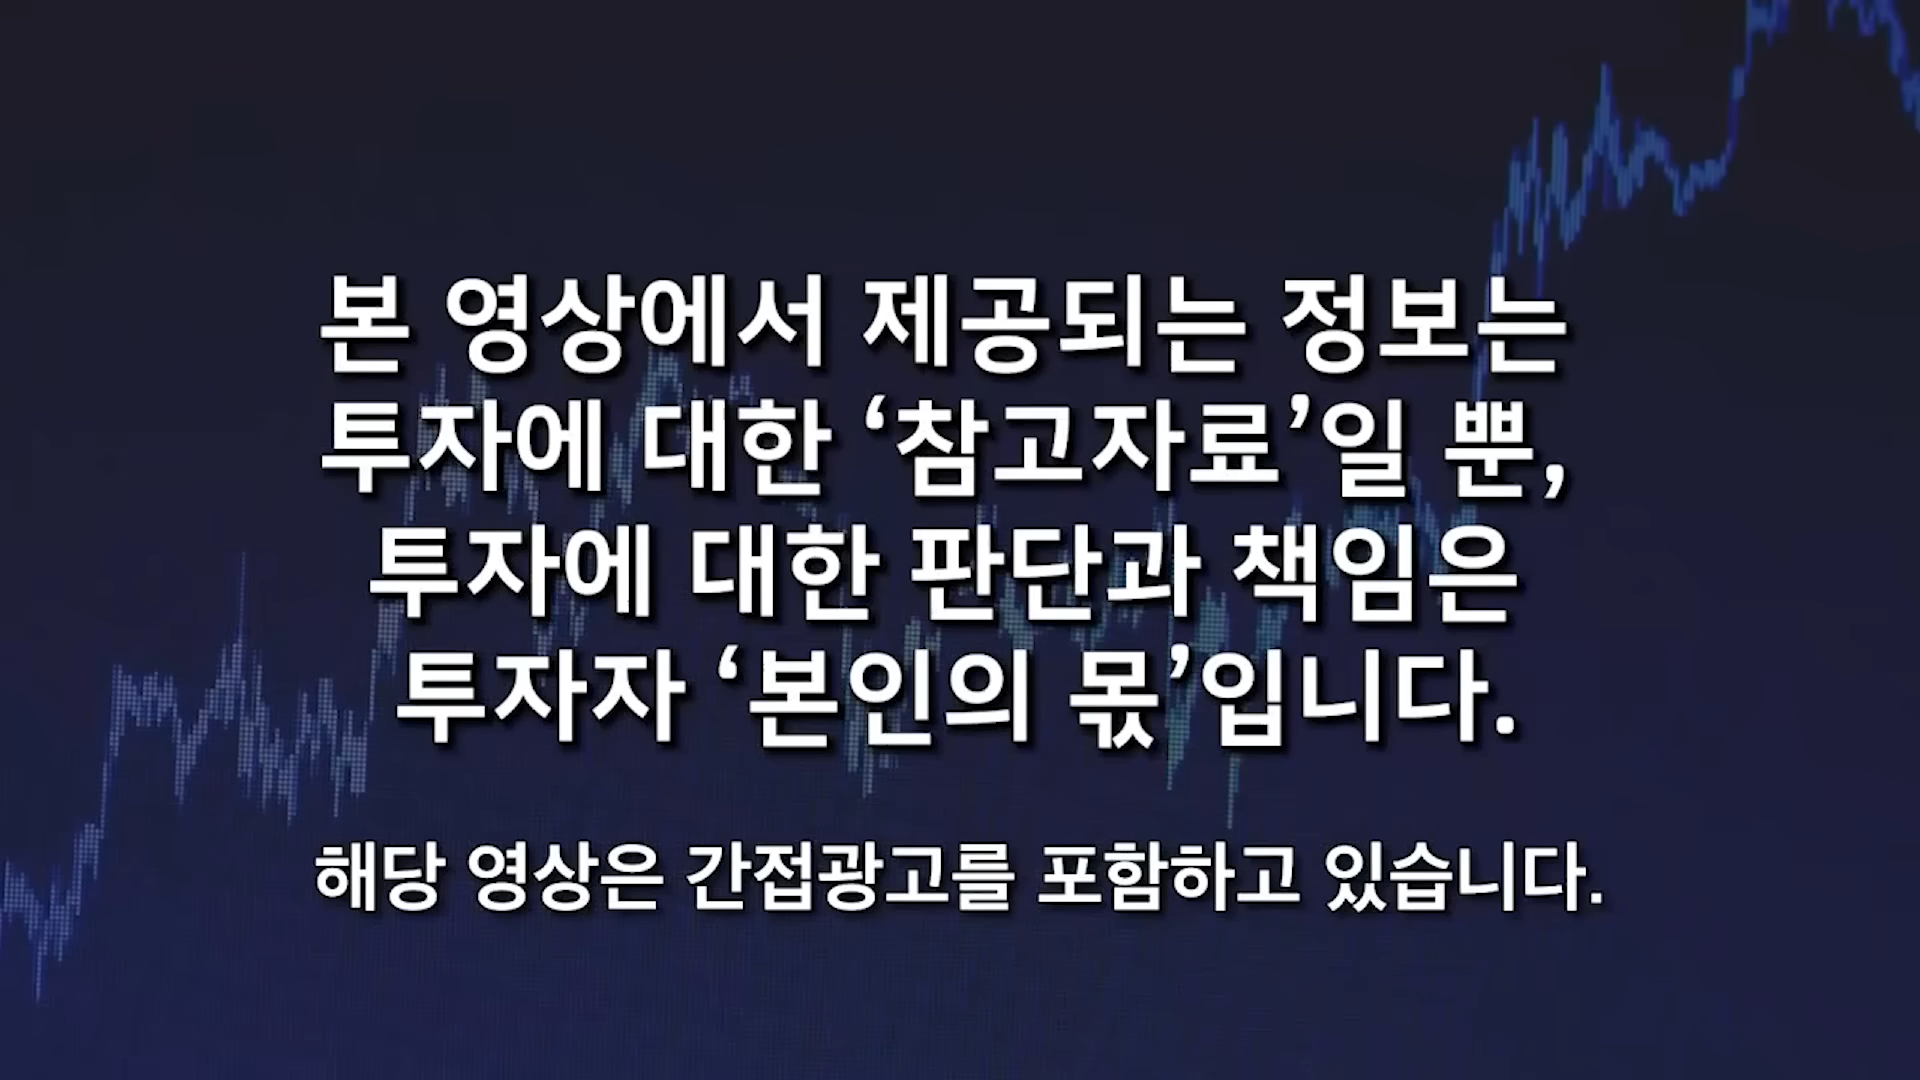 본 영상에서 제공되는 정보는
투자에 대한 ‘참고자료’일 뿐,
투자에 대한 판단과 책임은
투자자 ‘본인의 몫’입니다.
해당 영상은 간접광고를 포함하고 있습니다.